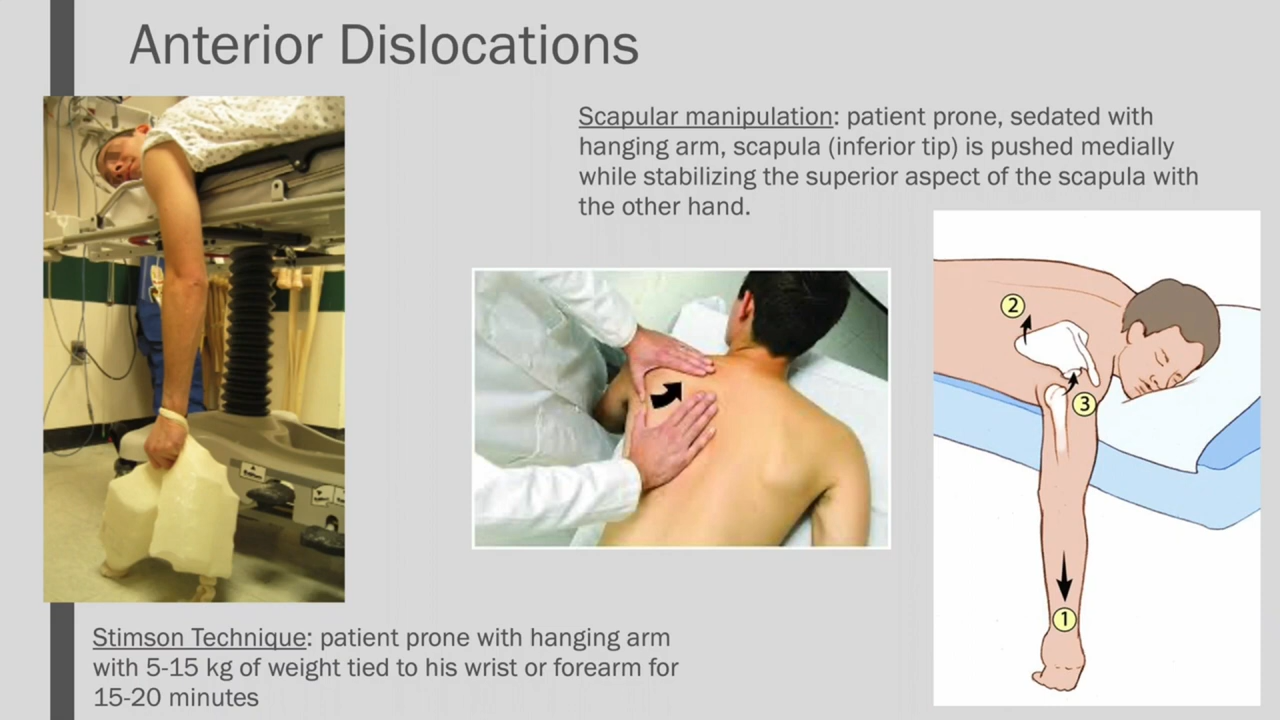 Anterior Dislocations
Scapular manipulation: patient prone, sedated with
hanging arm, scapula (inferior tip) is pushed medially
while stabilizing the superior aspect of the scapula with
the other hand.
2
3
1
Stimson Technique: patient prone with hanging arm
with 5-15 kg of weight tied to his wrist or forearm for
15-20 minutes